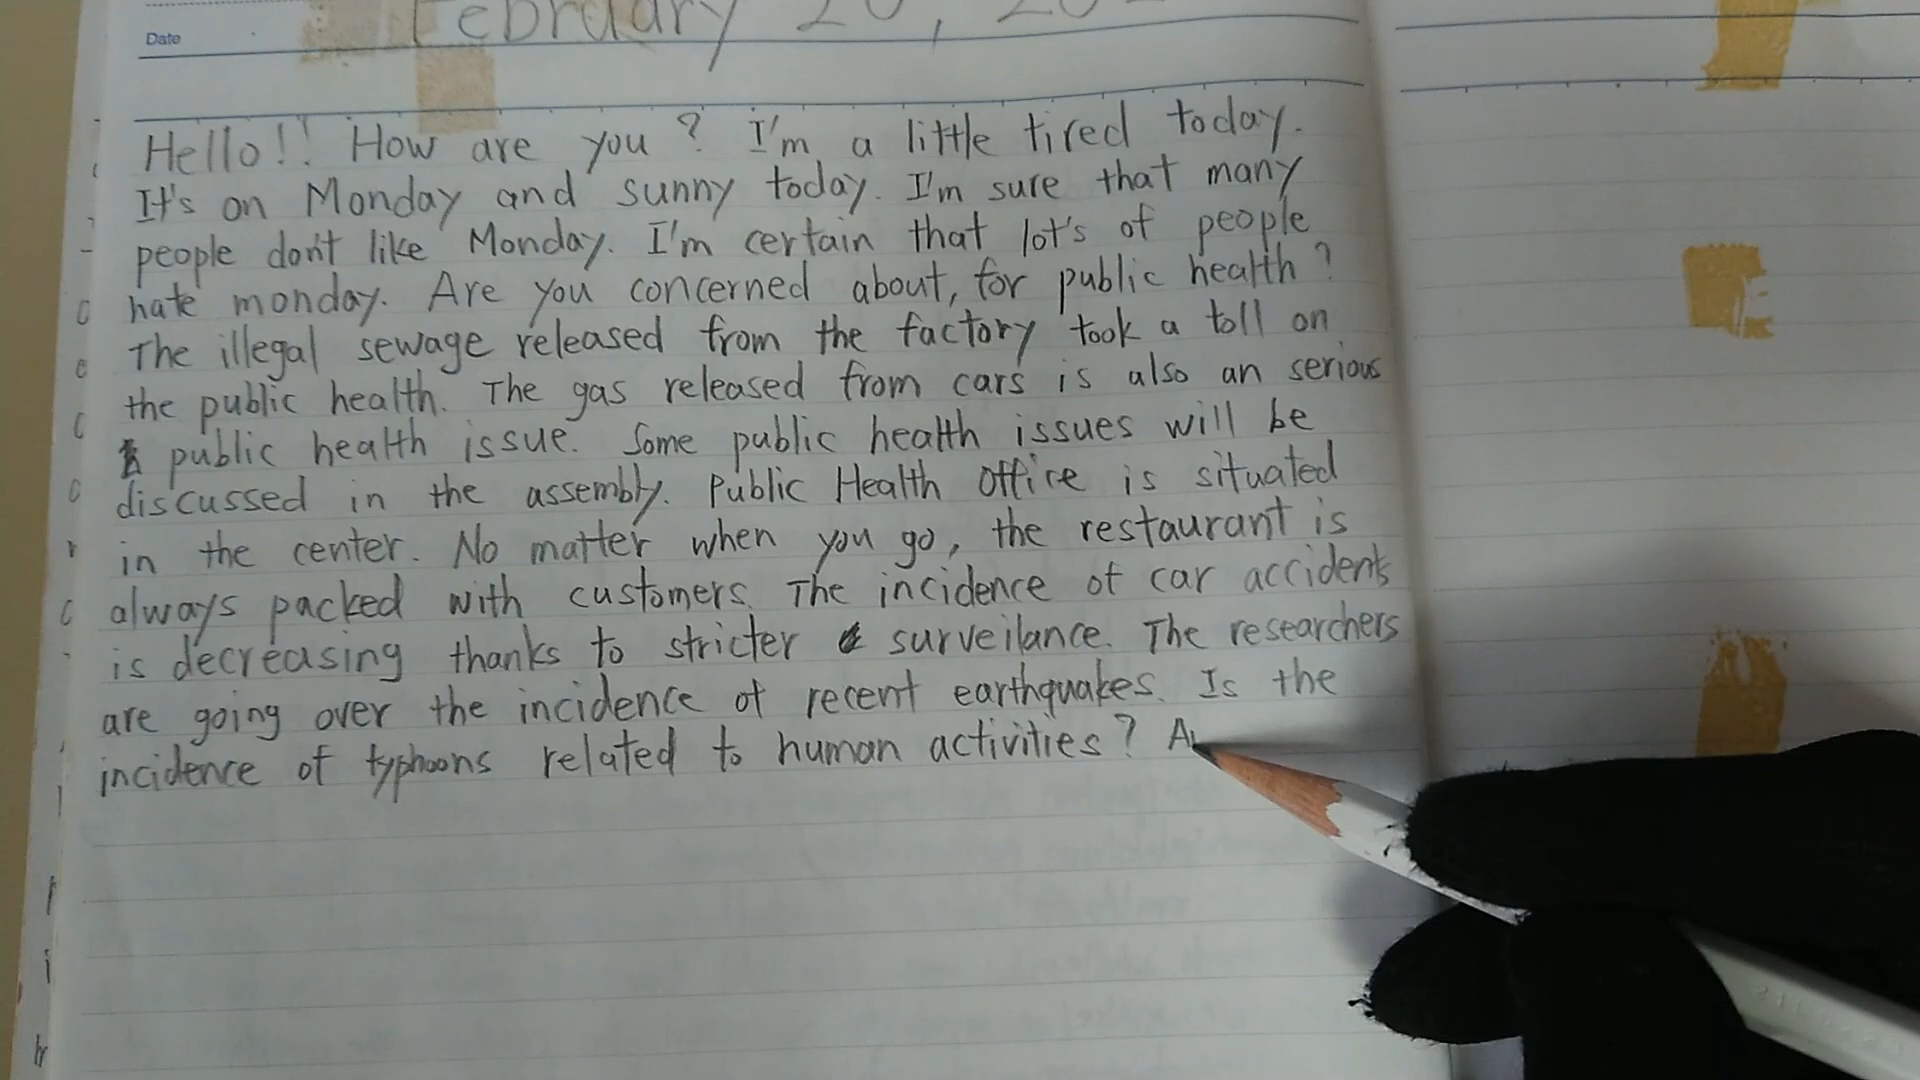 Date
February 20, 20
Hello!! How are you? I'm a little tired today.
It's on Monday and sunny today. I'm sure that many
people don't like Monday. I'm certain that lot's of people
hate monday. Are you concerned about, for public health?
The illegal sewage released from the factory took a toll on
the public health. The gas released from cars is also an serious
public health issue. Some public health issues will be
discussed in the assembly. Public Health Office is situated
in the center. No matter when you go, the restaurant is
always packed with customers. The incidence of car accidents
is decreasing thanks to stricter surveilance. The researchers
are going over the incidence of recent earthquakes. Is the
incidence of typhoons related to human activities? A